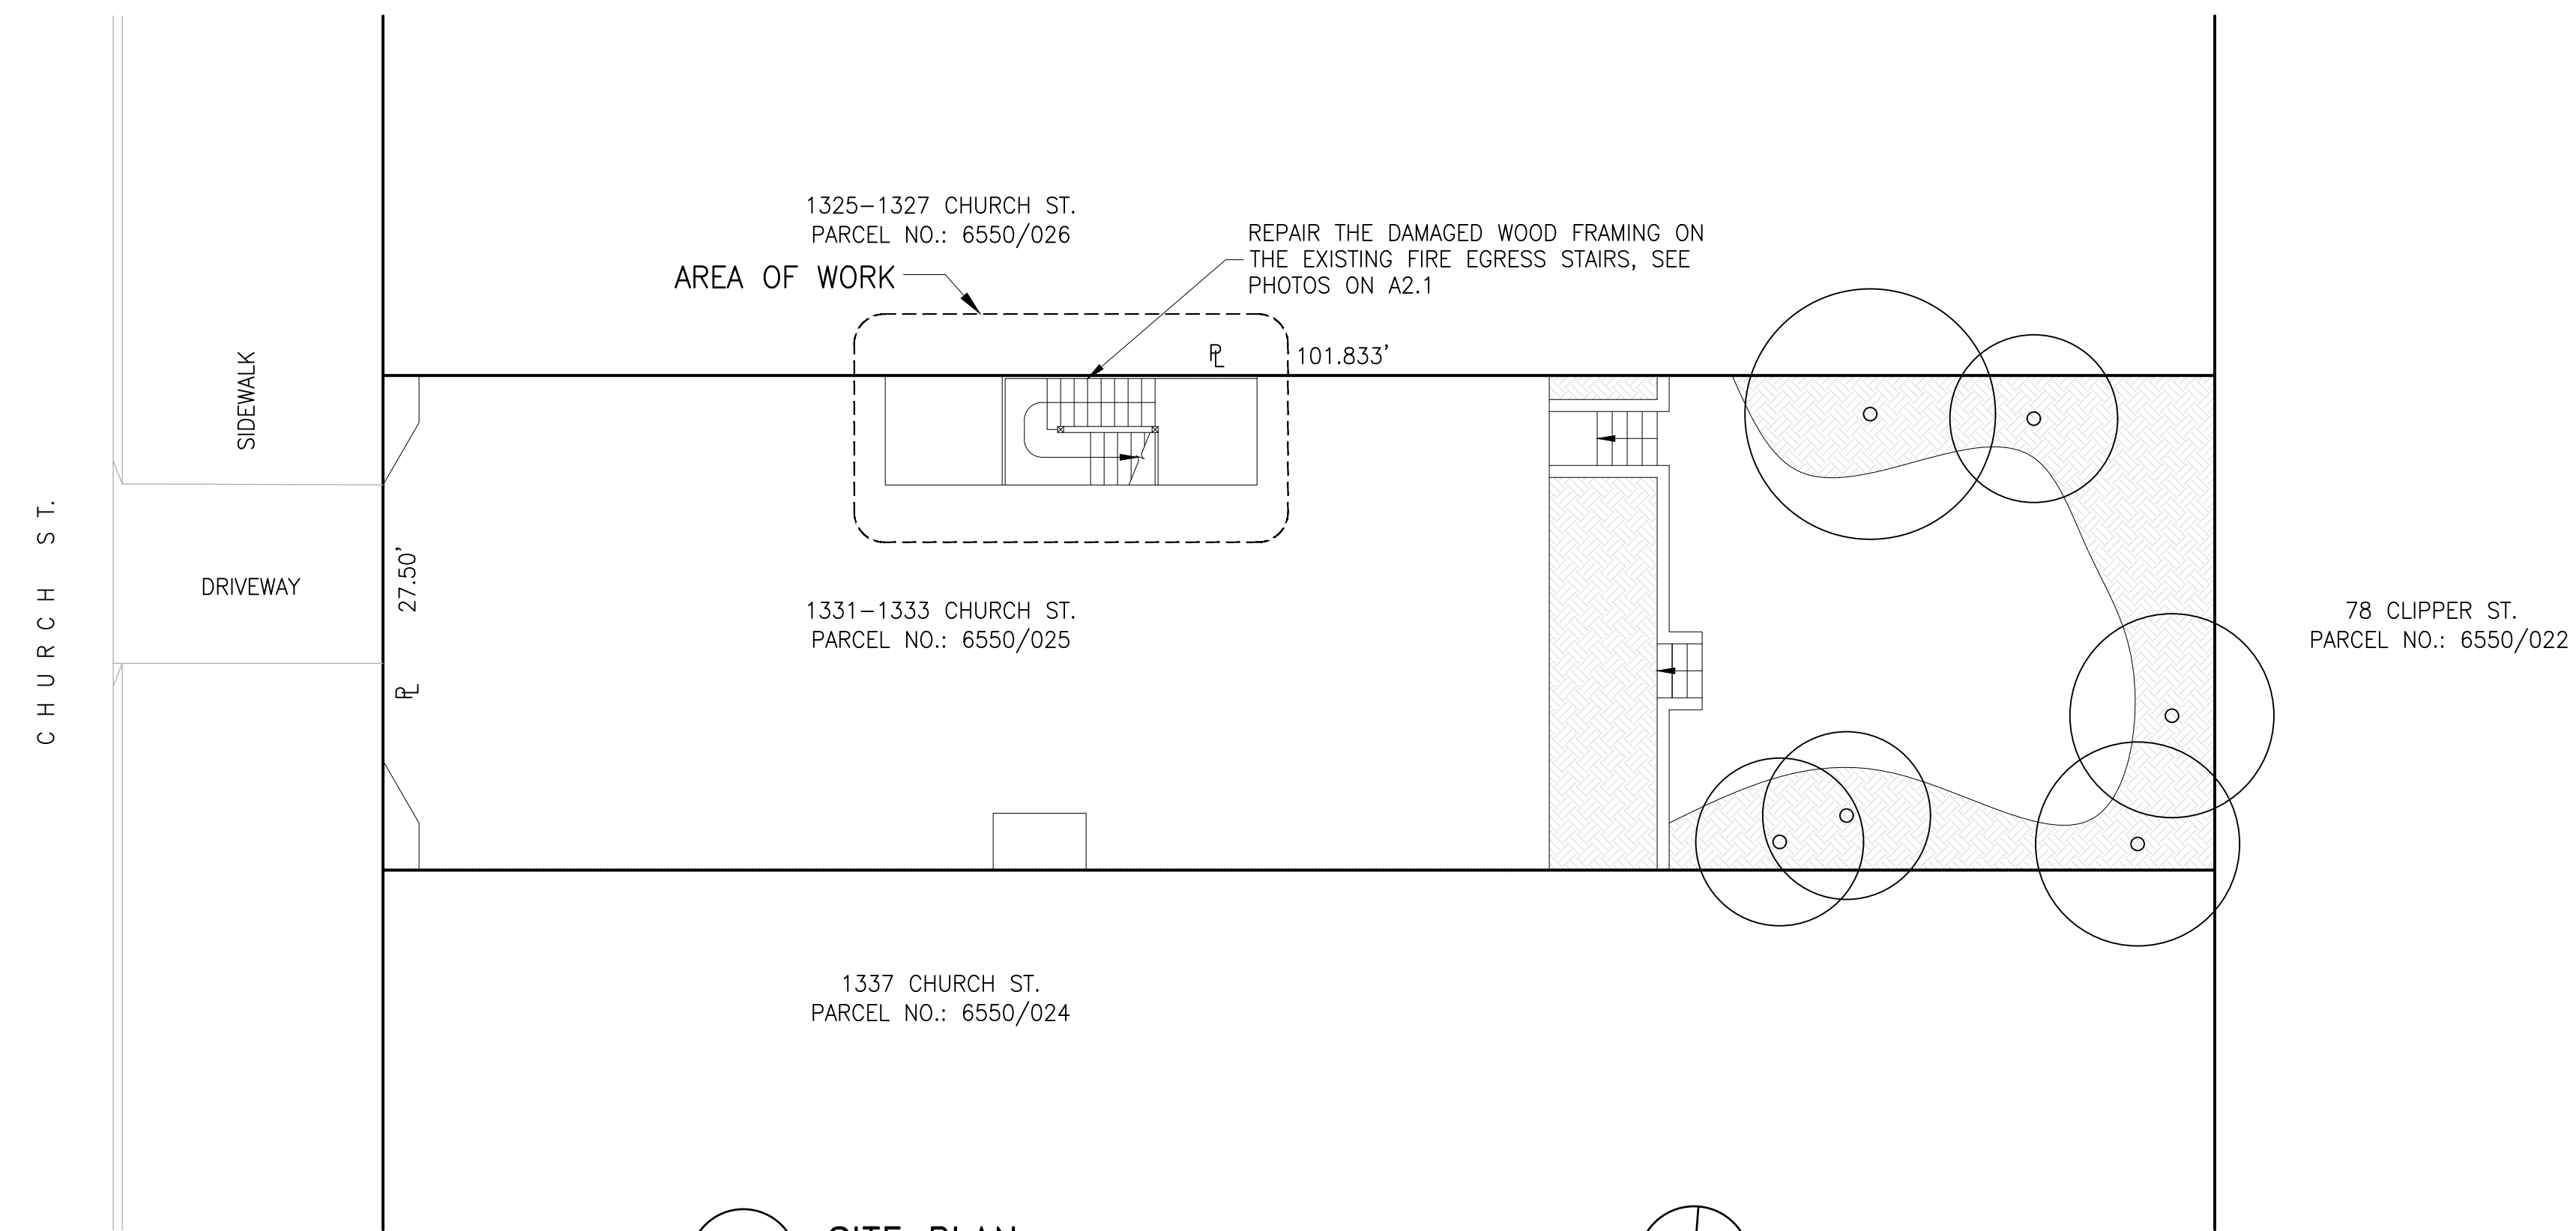 1325-1327 CHURCH ST.
PARCEL NO.: 6550/026
AREA OF WORK
REPAIR THE DAMAGED WOOD FRAMING ON
THE EXISTING FIRE EGRESS STAIRS, SEE
PHOTOS ON A2.1
PL
101.833'
SIDEWALK
CHURCH ST.
DRIVEWAY
27.50'
PL
1331-1333 CHURCH ST.
PARCEL NO.: 6550/025
78 CLIPPER ST.
PARCEL NO.: 6550/022
1337 CHURCH ST.
PARCEL NO.: 6550/024
SITE PLAN